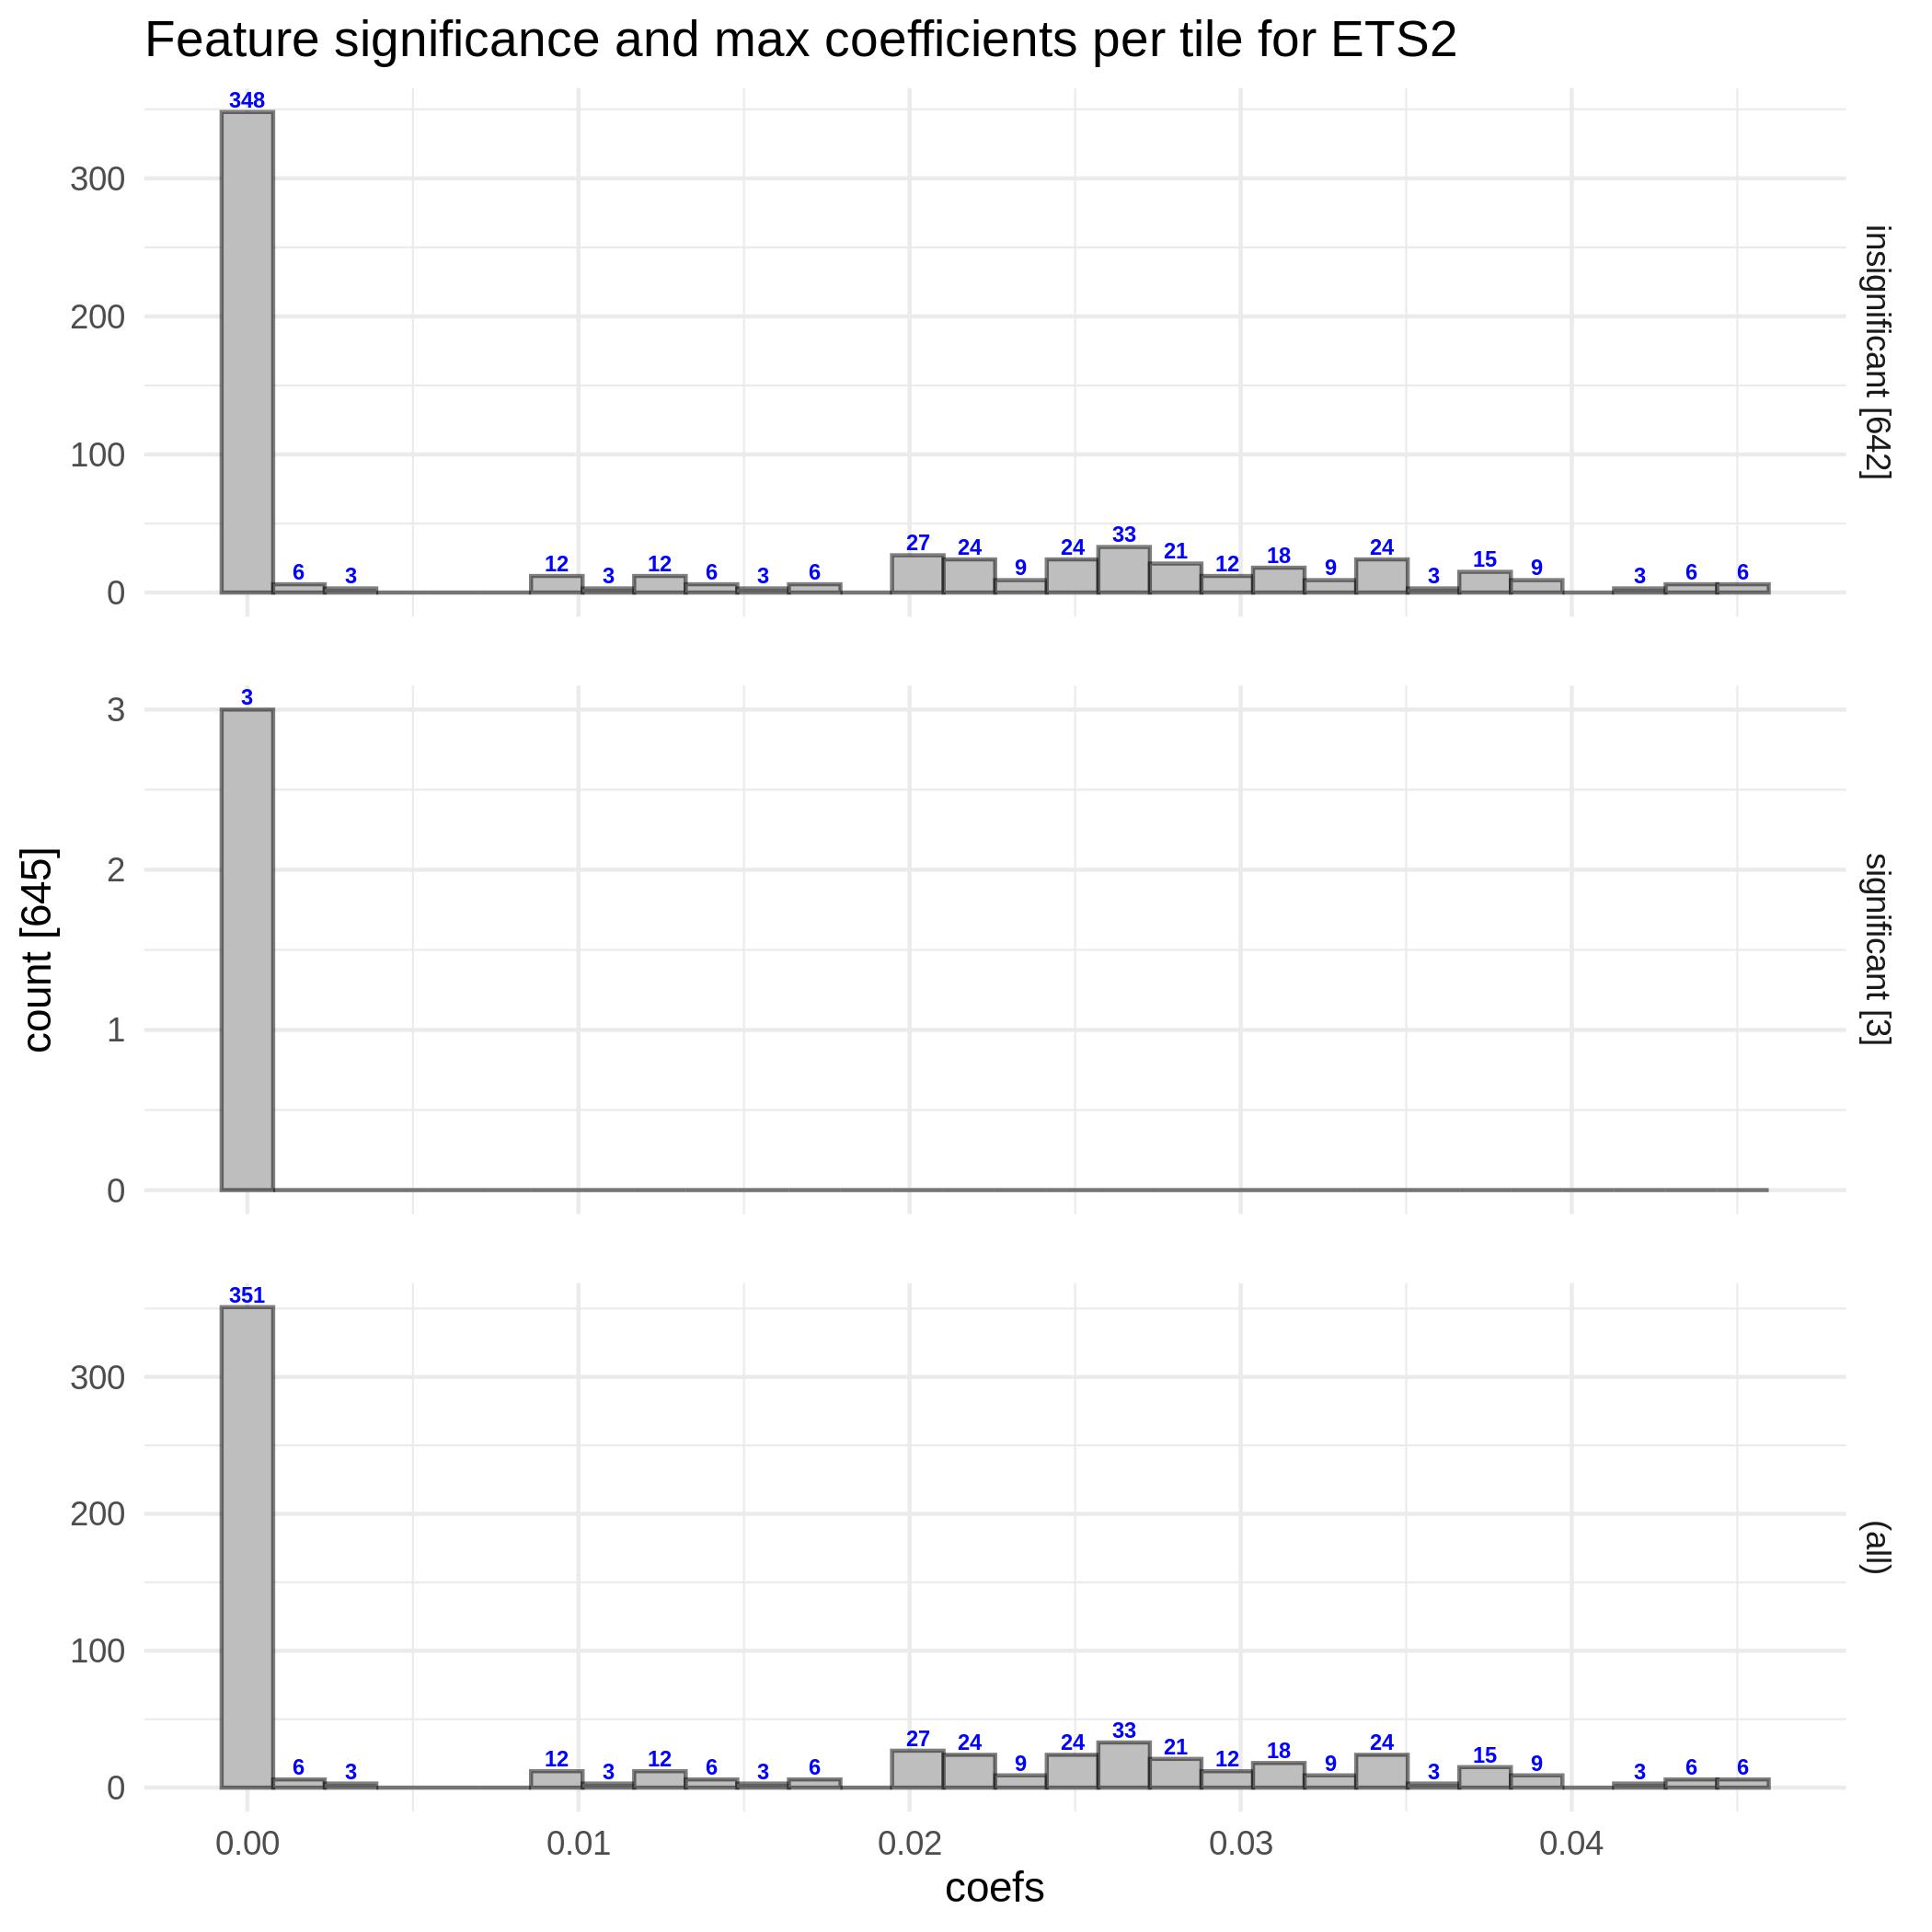 Feature significance and max coefficients per tile for ETS2
348
300
200
100
0
6 3 12 3 12 6 3 6 27 24 9 24 33 21 12 18 9 24 3 15 9 3 6 6
insignificant [642]
3
3
2
1
0
significant [3]
count [645]
351
300
200
100
0
6 3 12 3 12 6 3 6 27 24 9 24 33 21 12 18 9 24 3 15 9 3 6 6
(all)
0.00 0.01 0.02 0.03 0.04
coefs